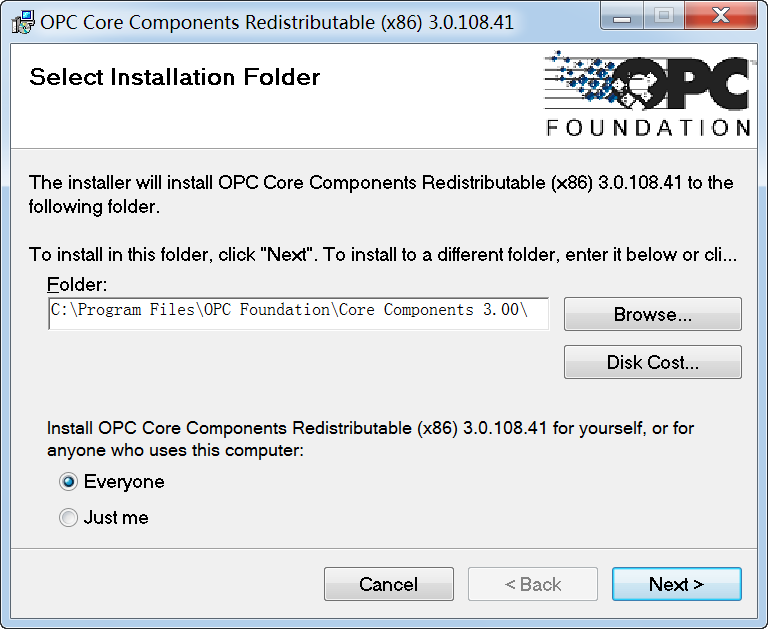 OPC Core Components Redistributable (x86) 3.0.108.41
Select Installation Folder
OPC
FOUNDATION
The installer will install OPC Core Components Redistributable (x86) 3.0.108.41 to the
following folder.
To install in this folder, click "Next". To install to a different folder, enter it below or cli...
Folder:
C:\Program Files\OPC Foundation\Core Components 3.00\
Browse...
Disk Cost...
Install OPC Core Components Redistributable (x86) 3.0.108.41 for yourself, or for
anyone who uses this computer:
Everyone
Just me
Cancel
< Back
Next >